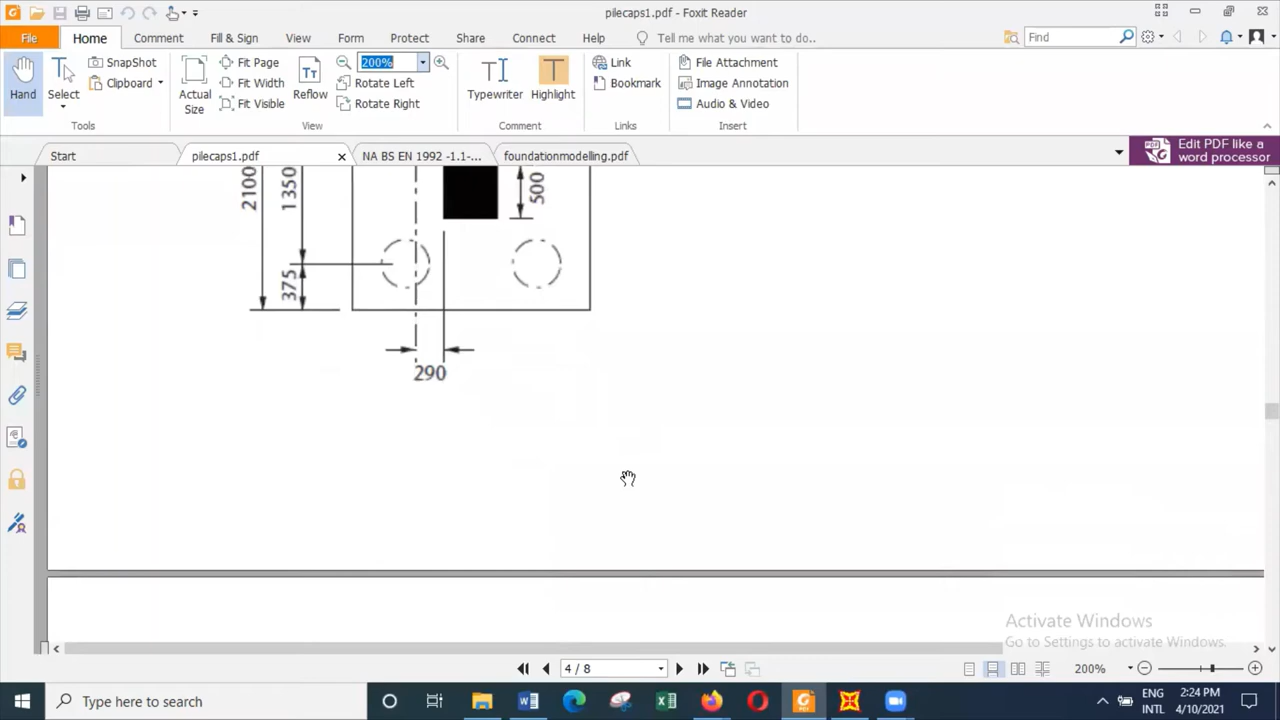 pilecaps1.pdf - Foxit Reader
File
Home
Comment
Fill & Sign
View
Form
Protect
Share
Connect
Help
Tell me what you want to do..
Find
Hand
Select
SnapShot
Clipboard
Actual
Size
Fit Page
Fit Width
Fit Visible
Reflow
200%
Rotate Left
Rotate Right
Typewriter
Highlight
Link
Bookmark
File Attachment
Image Annotation
Audio & Video
Tools
View
Comment
Links
Insert
Start
pilecaps1.pdf
NA BS EN 1992 -1.1-...
foundationmodelling.pdf
Edit PDF like a
word processor
2100
1350
500
375
290
Activate Windows
Go to Settings to activate Windows.
4 / 8
200%
Type here to search
ENG
INTL
2:24 PM
4/10/2021